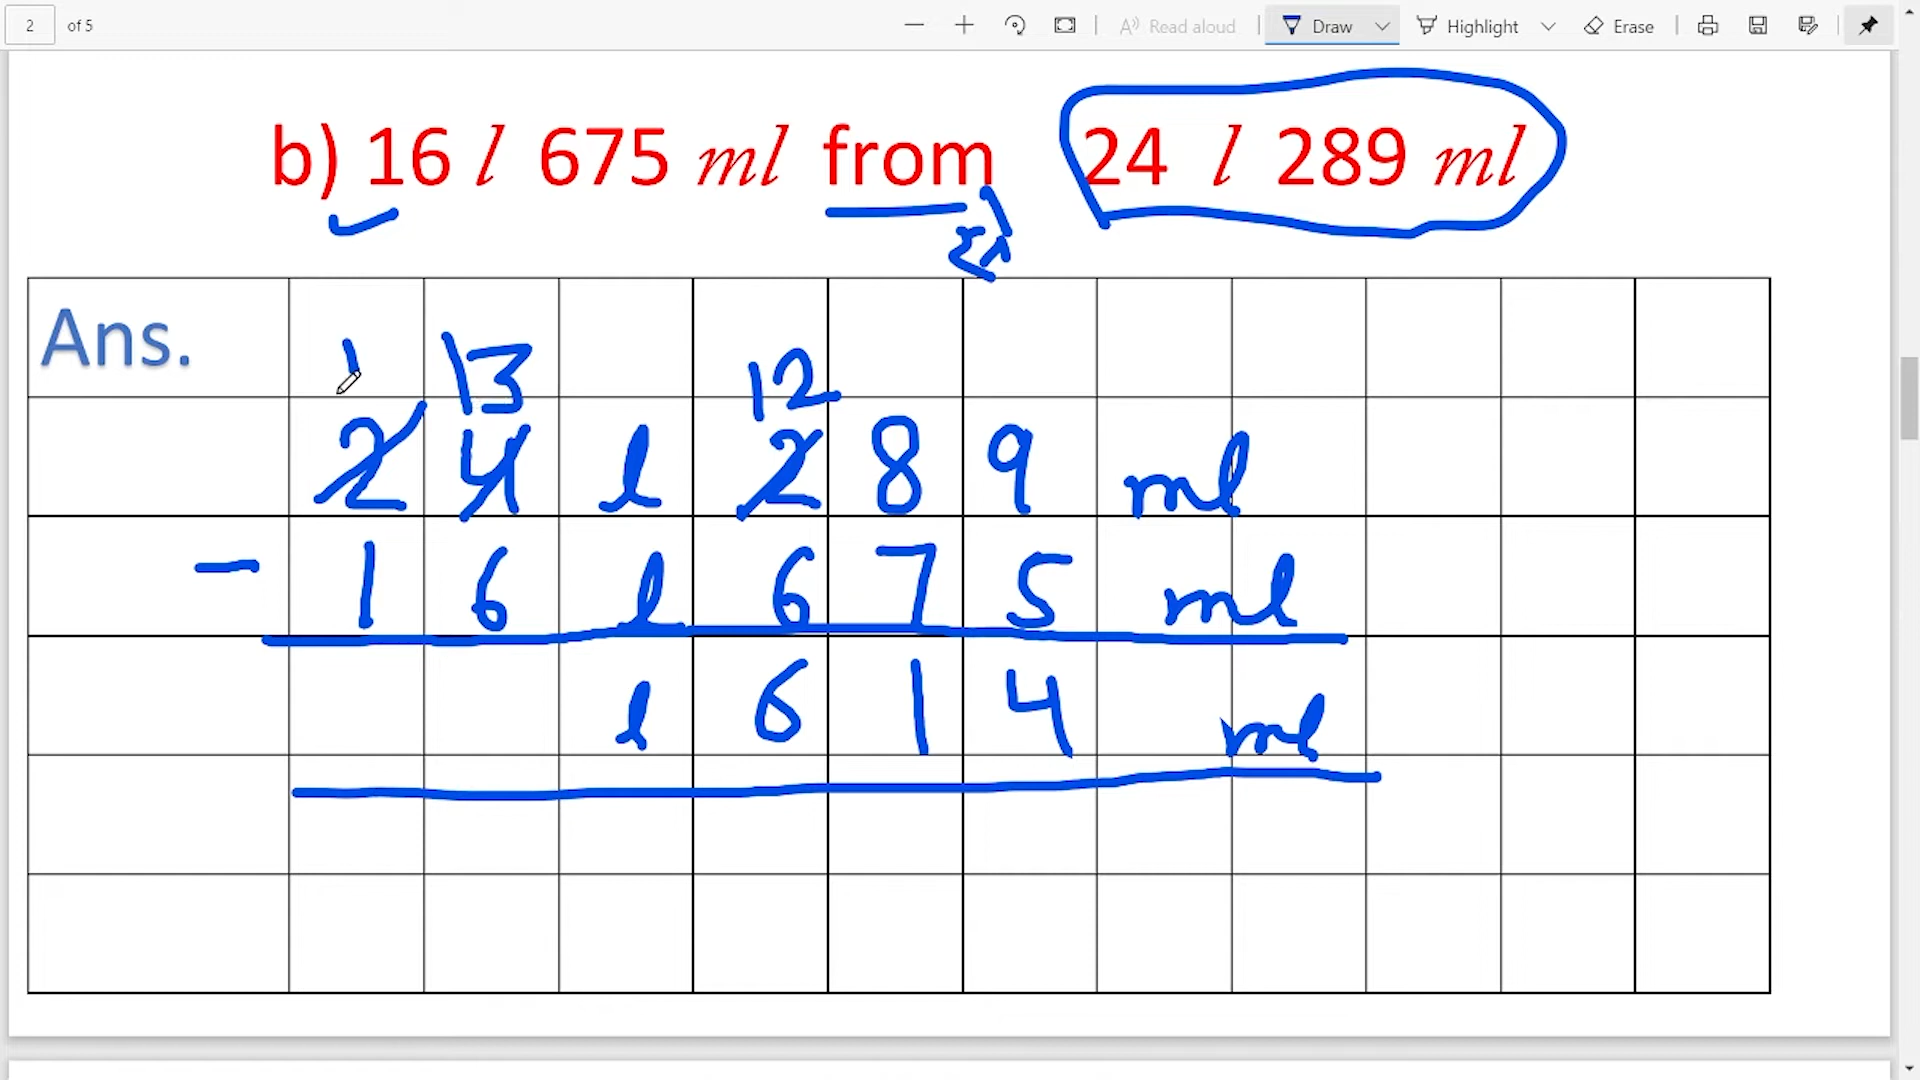 2 of 5 Read aloud Draw Highlight Erase
b) 16 l 675 ml from 24 l 289 ml
Ans. 1 13 12
2 4 l 2 8 9 ml
- 1 6 l 6 7 5 ml
l 6 1 4 ml